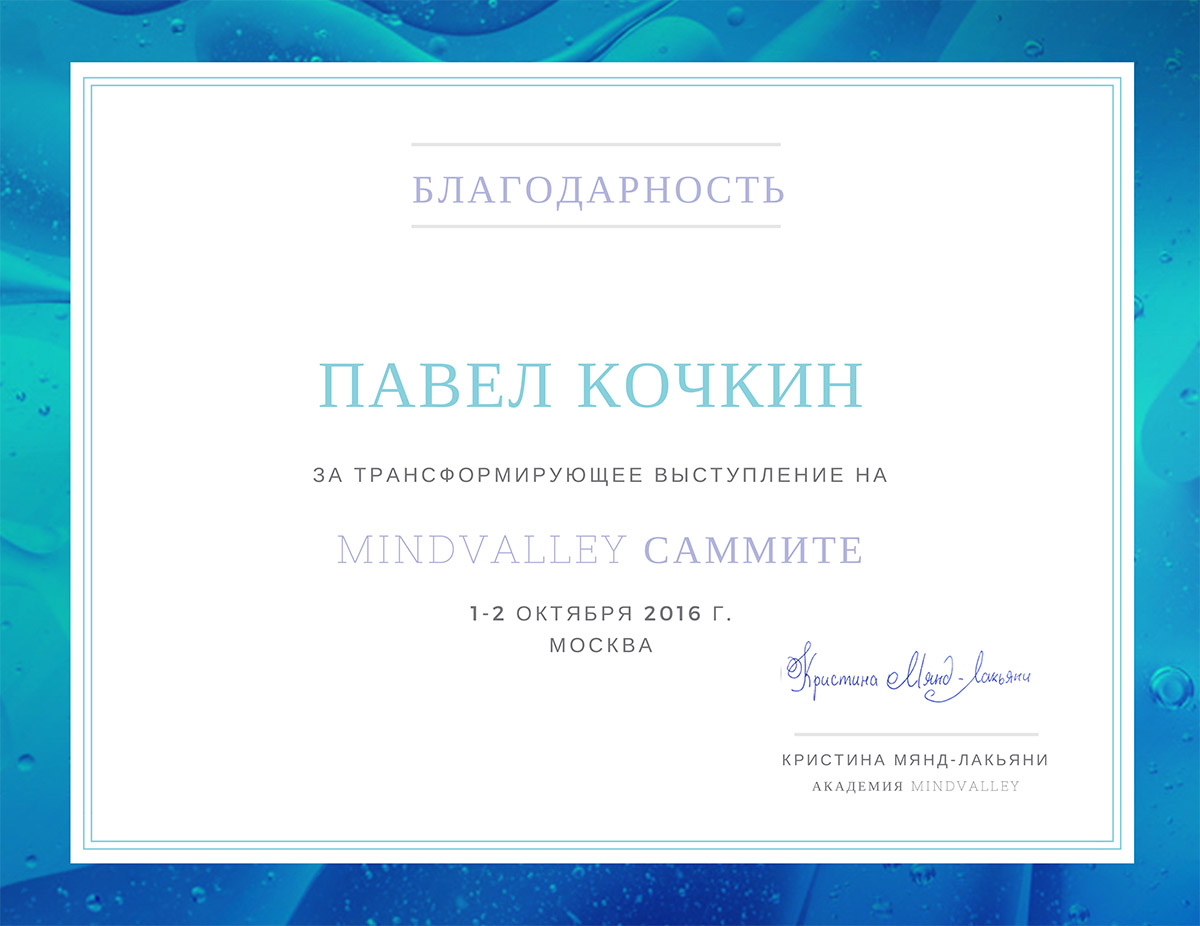 БЛАГОДАРНОСТЬ
ПАВЕЛ КОЧКИН
ЗА ТРАНСФОРМИРУЮЩЕЕ ВЫСТУПЛЕНИЕ НА
MINDVALLEY САММИТЕ
1-2 ОКТЯБРЯ 2016 Г.
МОСКВА
Кристина Мянд-Лакьяни
КРИСТИНА МЯНД-ЛАКЬЯНИ
АКАДЕМИЯ MINDVALLEY